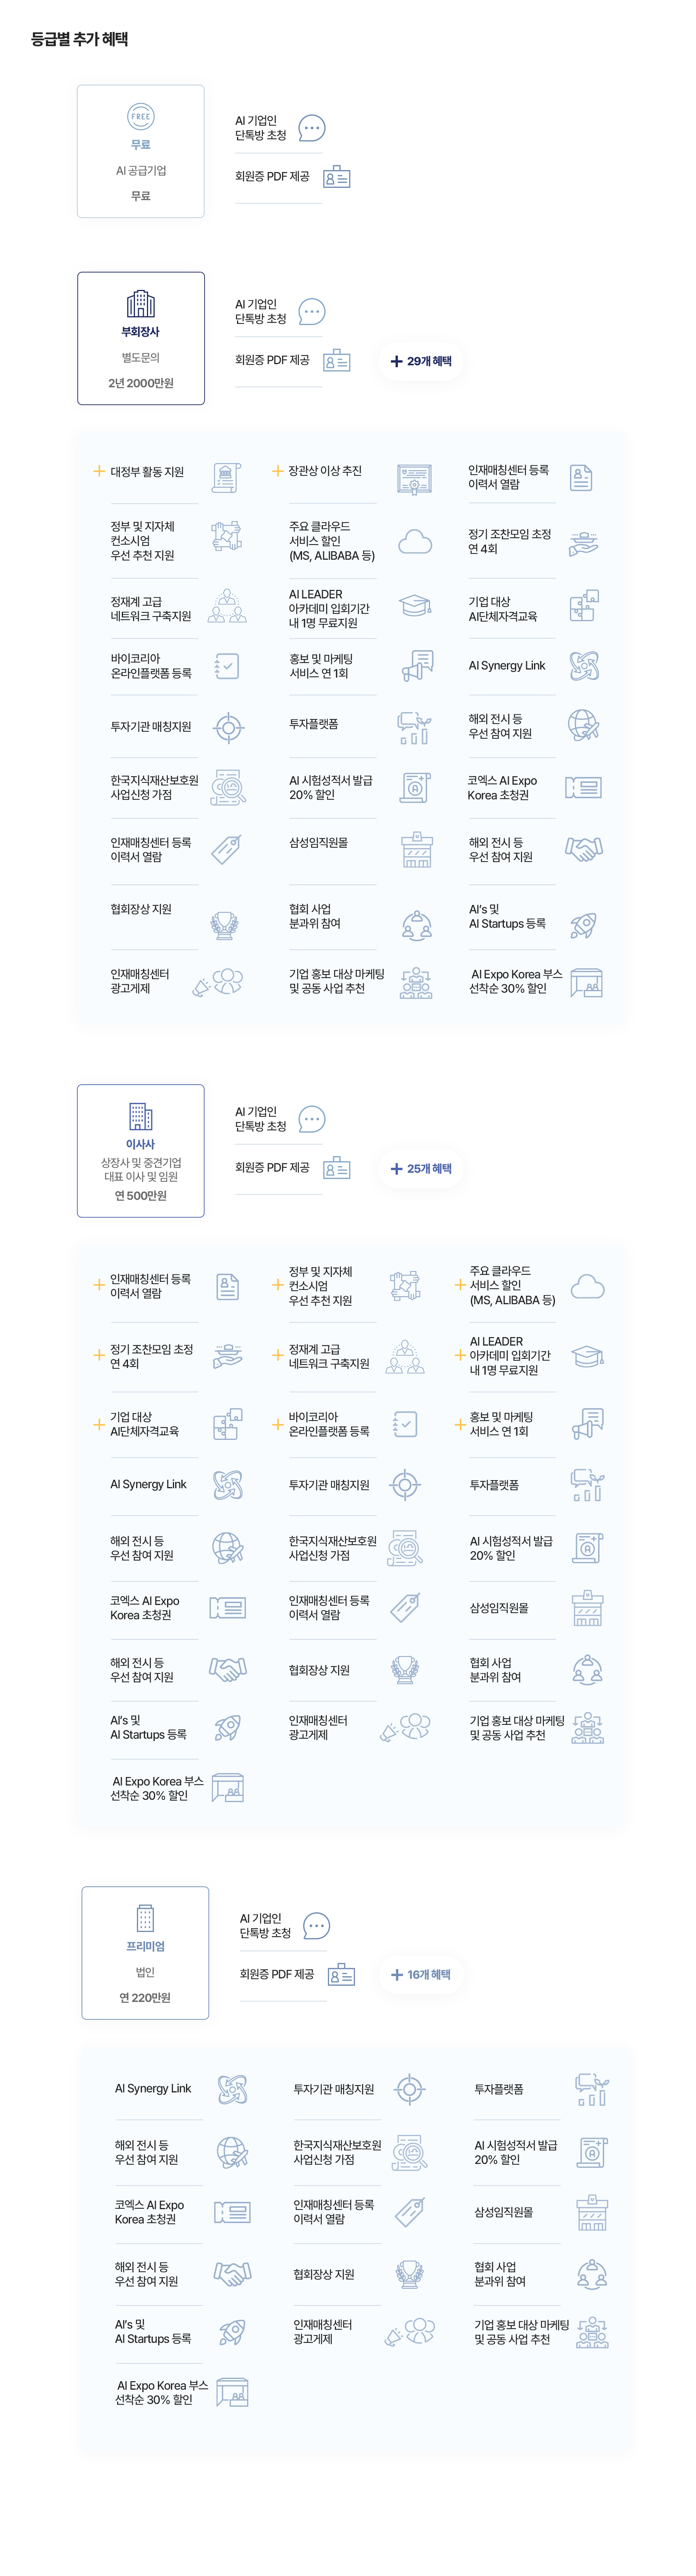 등급별 추가 혜택
FREE
무료
AI 공급기업
무료
AI 기업인
단톡방 초청
회원증 PDF 제공
부회장사
별도문의
2년 2000만원
AI 기업인
단톡방 초청
회원증 PDF 제공
+ 29개 혜택
+ 대정부 활동 지원
+ 장관상 이상 추진
인재매칭센터 등록
이력서 열람
정부 및 지자체
컨소시엄
우선 추천 지원
주요 클라우드
서비스 할인
(MS, ALIBABA 등)
정기 조찬모임 초정
연 4회
정재계 고급
네트워크 구축지원
AI LEADER
아카데미 입회기간
내 1명 무료지원
기업 대상
AI단체자격교육
바이코리아
온라인플랫폼 등록
홍보 및 마케팅
서비스 연 1회
AI Synergy Link
투자기관 매칭지원
투자플랫폼
해외 전시 등
우선 참여 지원
한국지식재산보호원
사업신청 가점
AI 시험성적서 발급
20% 할인
코엑스 AI Expo
Korea 초청권
인재매칭센터 등록
이력서 열람
삼성임직원몰
해외 전시 등
우선 참여 지원
협회장상 지원
협회 사업
분과위 참여
AI's 및
AI Startups 등록
인재매칭센터
광고게제
기업 홍보 대상 마케팅
및 공동 사업 추천
AI Expo Korea 부스
선착순 30% 할인
이사사
상장사 및 중견기업
대표 이사 및 임원
연 500만원
AI 기업인
단톡방 초청
회원증 PDF 제공
+ 25개 혜택
+ 인재매칭센터 등록
이력서 열람
+ 정부 및 지자체
컨소시엄
우선 추천 지원
+ 주요 클라우드
서비스 할인
(MS, ALIBABA 등)
+ 정기 조찬모임 초정
연 4회
+ 정재계 고급
네트워크 구축지원
+ AI LEADER
아카데미 입회기간
내 1명 무료지원
+ 기업 대상
AI단체자격교육
+ 바이코리아
온라인플랫폼 등록
+ 홍보 및 마케팅
서비스 연 1회
AI Synergy Link
투자기관 매칭지원
투자플랫폼
해외 전시 등
우선 참여 지원
한국지식재산보호원
사업신청 가점
AI 시험성적서 발급
20% 할인
코엑스 AI Expo
Korea 초청권
인재매칭센터 등록
이력서 열람
삼성임직원몰
해외 전시 등
우선 참여 지원
협회장상 지원
협회 사업
분과위 참여
AI's 및
AI Startups 등록
인재매칭센터
광고게제
기업 홍보 대상 마케팅
및 공동 사업 추천
AI Expo Korea 부스
선착순 30% 할인
프리미엄
법인
연 220만원
AI 기업인
단톡방 초청
회원증 PDF 제공
+ 16개 혜택
AI Synergy Link
투자기관 매칭지원
투자플랫폼
해외 전시 등
우선 참여 지원
한국지식재산보호원
사업신청 가점
AI 시험성적서 발급
20% 할인
코엑스 AI Expo
Korea 초청권
인재매칭센터 등록
이력서 열람
삼성임직원몰
해외 전시 등
우선 참여 지원
협회장상 지원
협회 사업
분과위 참여
AI's 및
AI Startups 등록
인재매칭센터
광고게제
기업 홍보 대상 마케팅
및 공동 사업 추천
AI Expo Korea 부스
선착순 30% 할인